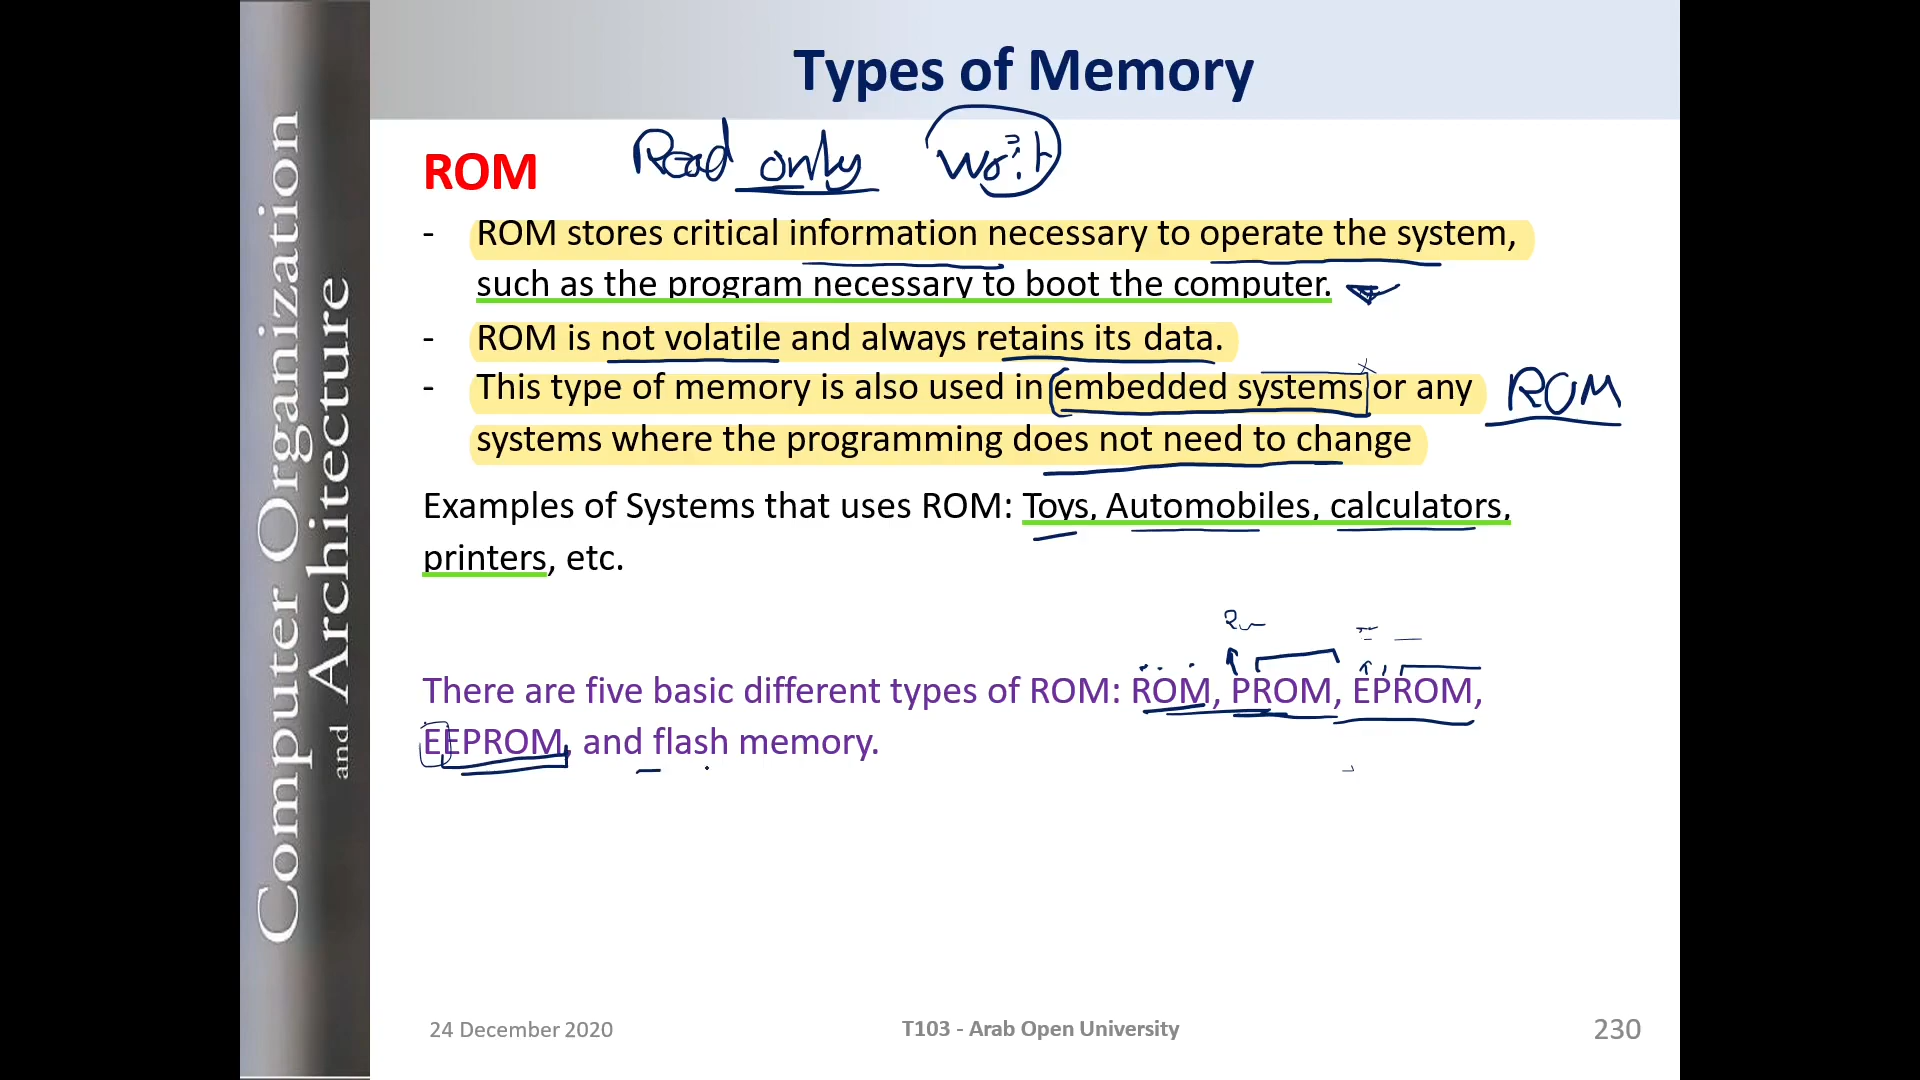 Computer Organization
and Architecture
Types of Memory
Read only
ROM
- ROM stores critical information necessary to operate the system,
such as the program necessary to boot the computer.
- ROM is not volatile and always retains its data.
- This type of memory is also used in embedded systems or any
ROM
systems where the programming does not need to change
Examples of Systems that uses ROM: Toys, Automobiles, calculators,
printers, etc.
There are five basic different types of ROM: ROM, PROM, EPROM,
EEPROM, and flash memory.
24 December 2020
T103 - Arab Open University
230